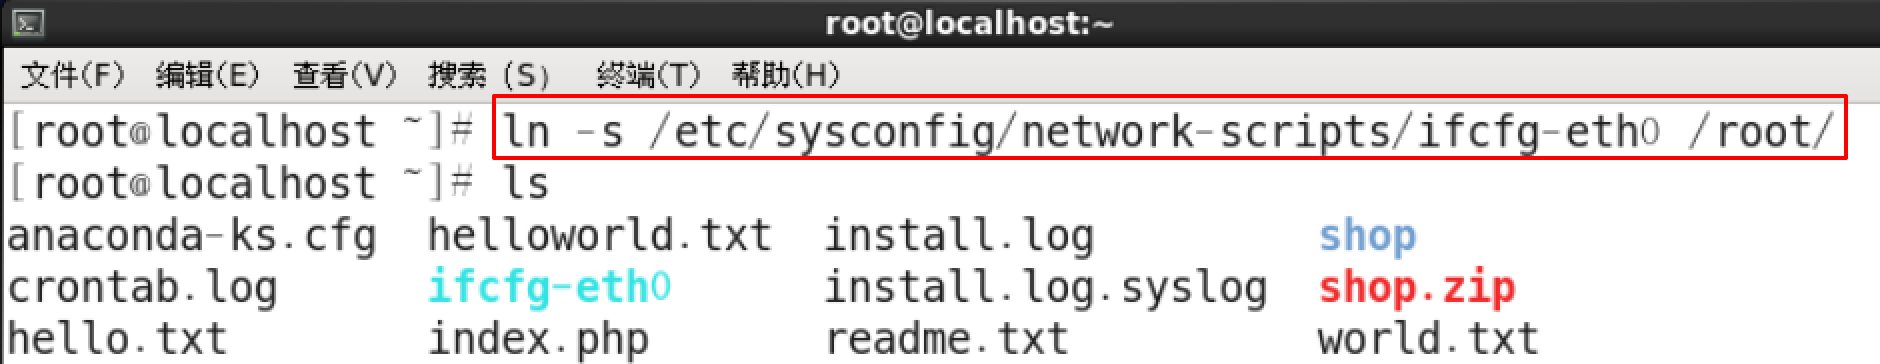 root@localhost:~
文件(F) 编辑(E) 查看(V) 搜索 (S) 终端(T) 帮助(H)
[root@localhost ~]# ln -s /etc/sysconfig/network-scripts/ifcfg-eth0 /root/
[root@localhost ~]# ls
anaconda-ks.cfg helloworld.txt install.log shop
crontab.log ifcfg-eth0 install.log.syslog shop.zip
hello.txt index.php readme.txt world.txt